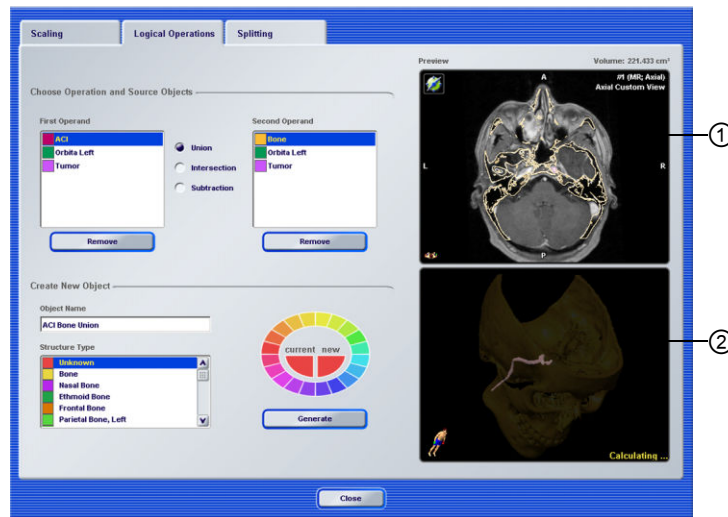 Scaling
Logical Operations
Splitting
Preview
Volume: 221.433 cm³
Choose Operation and Source Objects
First Operand
ACI
Orbita Left
Tumor
Union
Intersection
Subtraction
Second Operand
Bone
Orbita Left
Tumor
Remove
Remove
A
#1 (MR; Axial)
Axial Custom View
L
R
P
1
Create New Object
Object Name
ACI Bone Union
Structure Type
Unknown
Bone
Nasal Bone
Ethmoid Bone
Frontal Bone
Parietal Bone, Left
current new
Generate
2
Calculating ...
Close